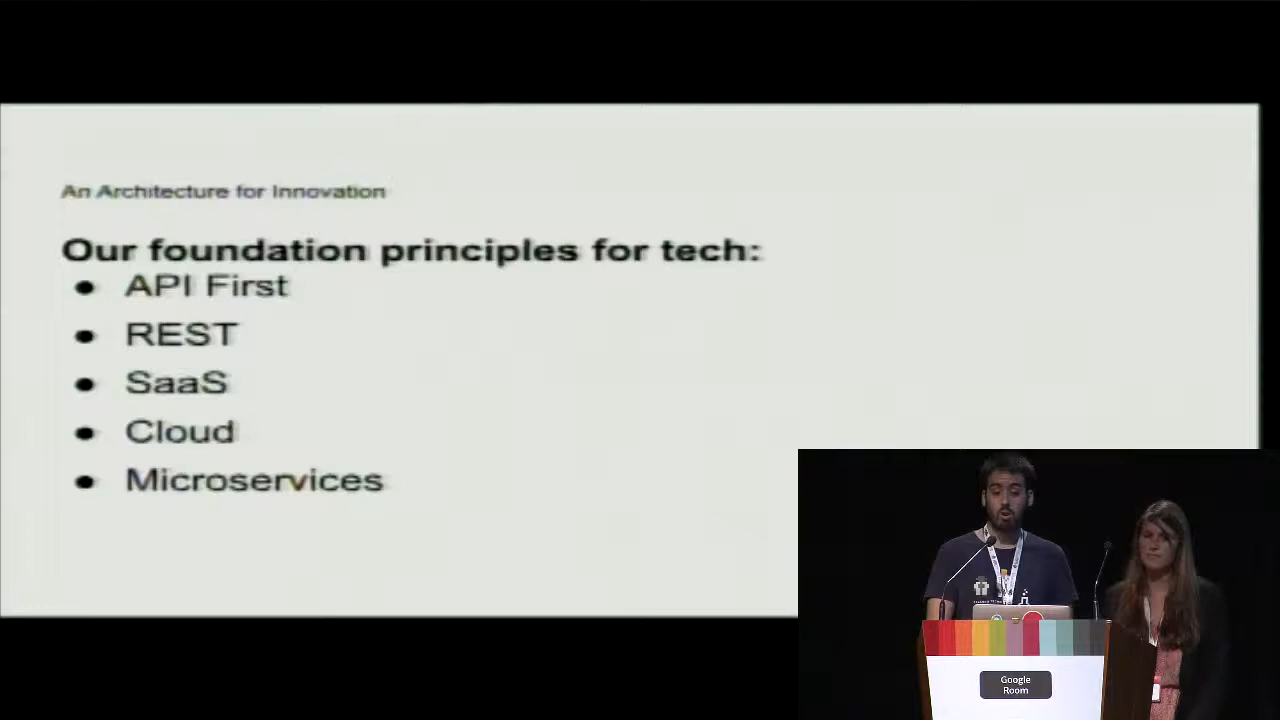 An Architecture for Innovation
Our foundation principles for tech:
API First
REST
SaaS
Cloud
Microservices
Google
Room